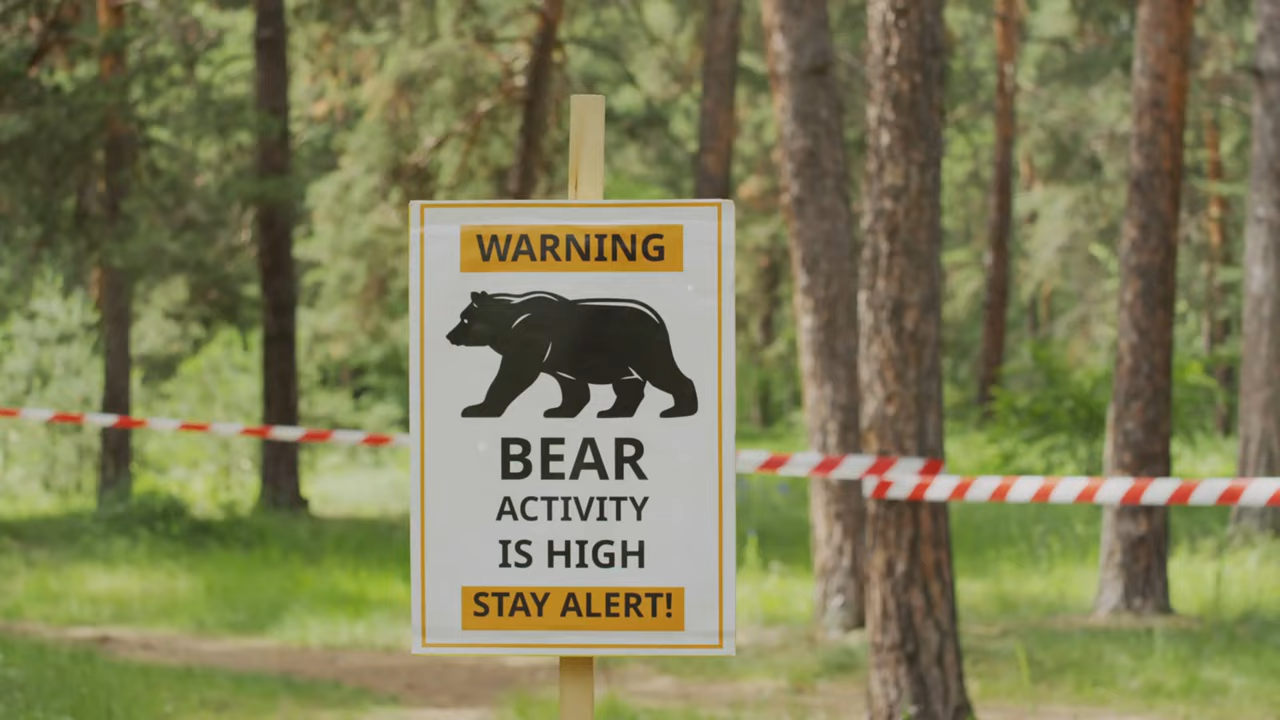 WARNING
BEAR
ACTIVITY
IS HIGH
STAY ALERT!